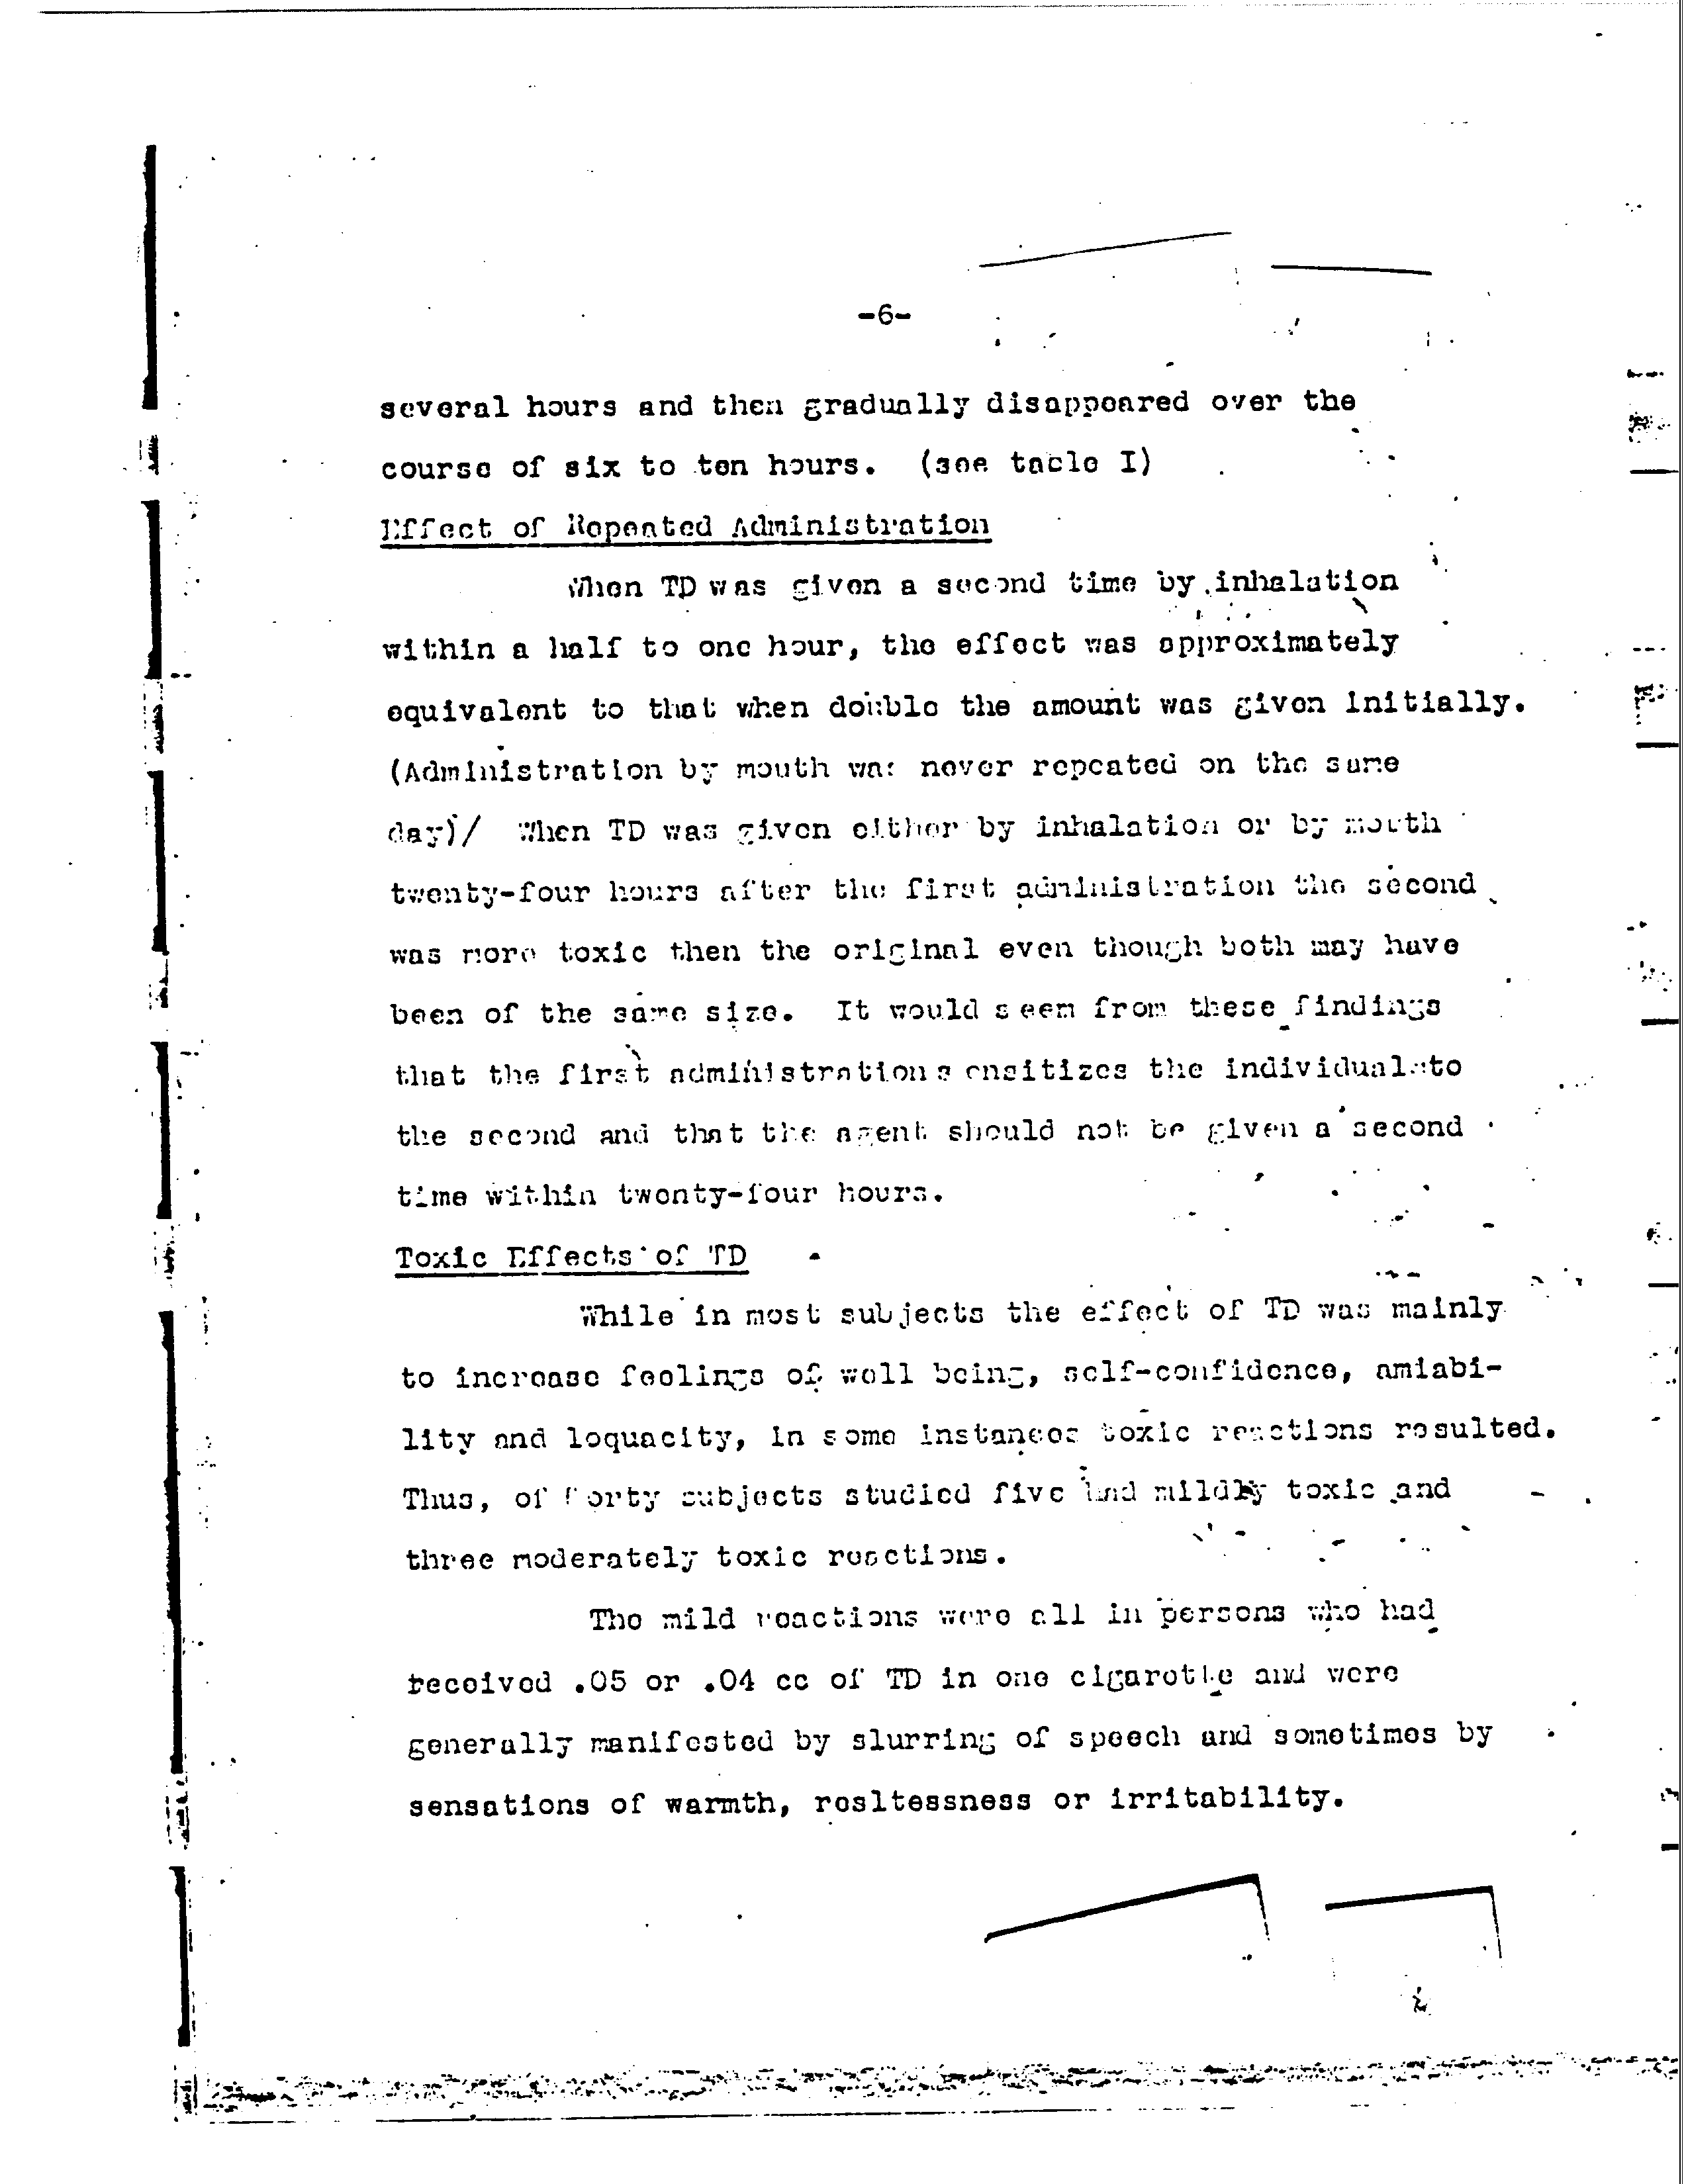 -6-
several hours and then gradually disappeared over the
course of six to ten hours. (see table I)
Effect of Repeated Administration
When TD was given a second time by inhalation
within a half to one hour, the effect was approximately
equivalent to that when double the amount was given initially.
(Administration by mouth was never repeated on the same
day)/ When TD was given either by inhalation or by mouth
twenty-four hours after the first administration the second
was more toxic then the original even though both may have
been of the same size. It would seem from these findings
that the first administration sensitizes the individual to
the second and that the agent should not be given a second
time within twenty-four hours.
Toxic Effects of TD
While in most subjects the effect of TD was mainly
to increase feelings of well being, self-confidence, amiabi-
lity and loquacity, in some instances toxic reactions resulted.
Thus, of forty subjects studied five had mildly toxic and
three moderately toxic reactions.
The mild reactions were all in persons who had
received .05 or .04 cc of TD in one cigarette and were
generally manifested by slurring of speech and sometimes by
sensations of warmth, resltessness or irritability.